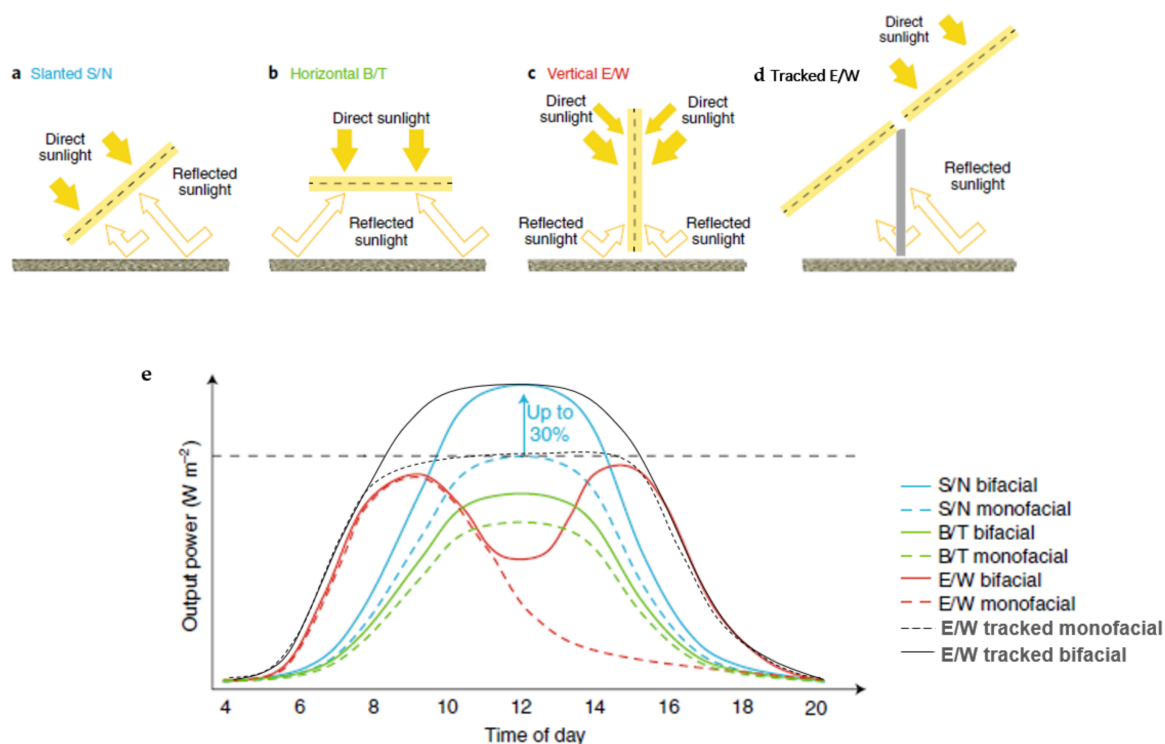 a Slanted S/N
Direct
sunlight
Reflected
sunlight
b Horizontal B/T
Direct sunlight
Reflected
sunlight
c Vertical E/W
Direct
sunlight
Direct
sunlight
Reflected
sunlight
Reflected
sunlight
d Tracked E/W
Direct
sunlight
Reflected
sunlight
e
Output power (W m−2)
Up to
30%
4 6 8 10 12 14 16 18 20
Time of day
S/N bifacial
S/N monofacial
B/T bifacial
B/T monofacial
E/W bifacial
E/W monofacial
E/W tracked monofacial
E/W tracked bifacial